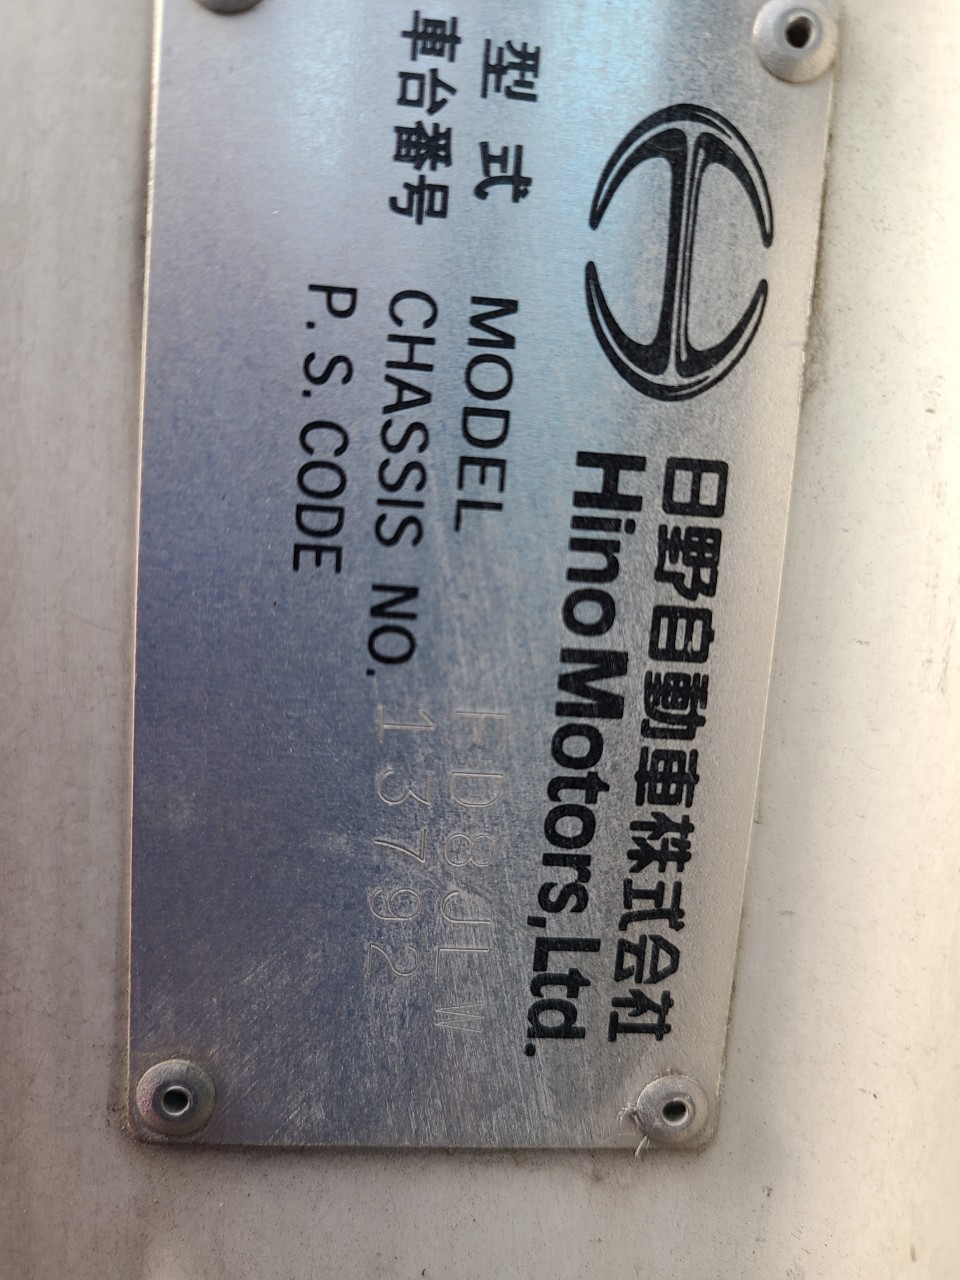 日野自動車株式会社
Hino Motors, Ltd.
型式 MODEL FD8JLW
車台番号 CHASSIS NO. 13792
P. S. CODE